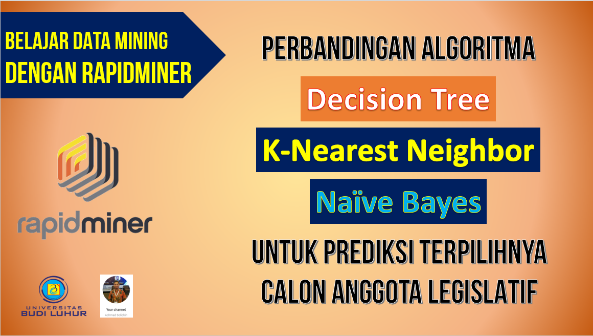 BELAJAR DATA MINING
DENGAN RAPIDMINER
PERBANDINGAN ALGORITMA
Decision Tree
K-Nearest Neighbor
Naïve Bayes
UNTUK PREDIKSI TERPILIHNYA
CALON ANGGOTA LEGISLATIF
rapidminer
UNIVERSITAS
BUDI LUHUR